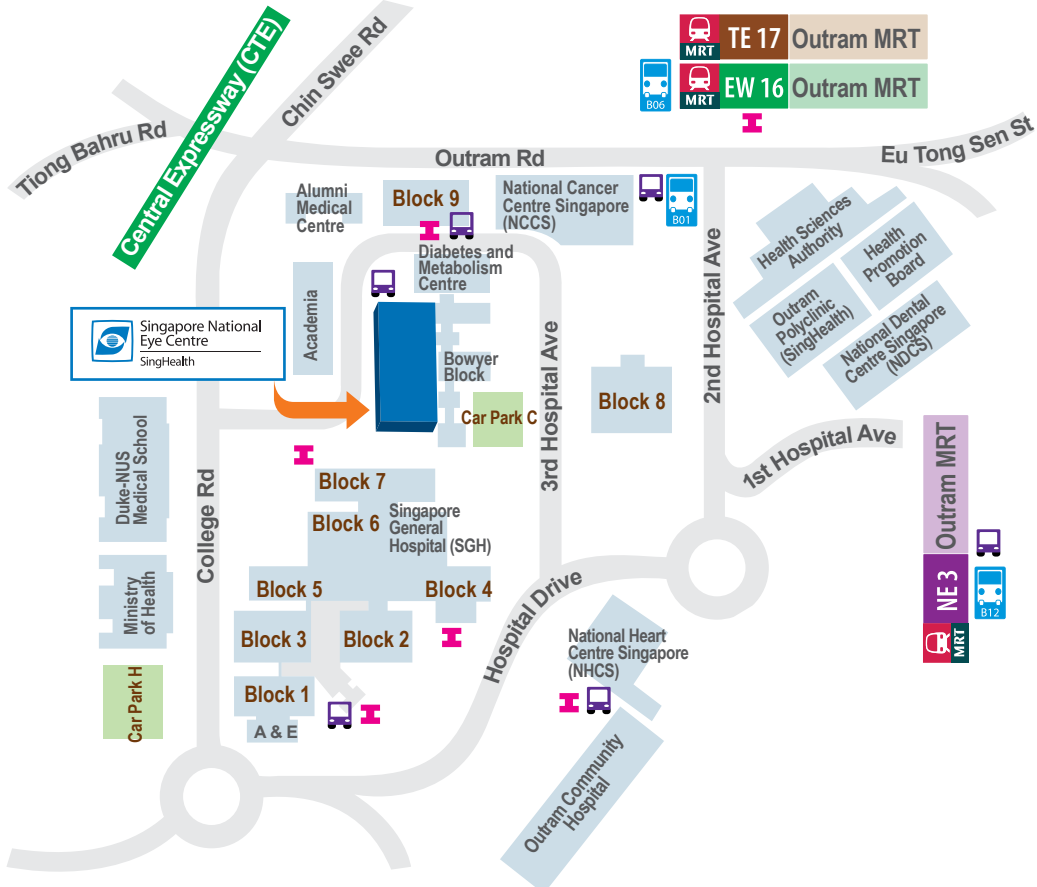 Central Expressway (CTE)
Chin Swee Rd
Tiong Bahru Rd
MRT
TE 17
Outram MRT
B06
MRT
EW 16
Outram MRT
Outram Rd
Eu Tong Sen St
Alumni
Medical
Centre
Block 9
National Cancer
Centre Singapore
(NCCS)
B01
Health Sciences
Authority
Health
Promotion
Board
Outram
Polyclinic
(SingHealth)
National Dental
Centre Singapore
(NDCS)
Diabetes and
Metabolism
Centre
Academia
Singapore National
Eye Centre
SingHealth
Bowyer
Block
Car Park C
3rd Hospital Ave
Block 8
2nd Hospital Ave
1st Hospital Ave
Duke-NUS
Medical School
College Rd
Block 7
Block 6
Singapore
General
Hospital (SGH)
Block 5
Block 4
Ministry
of Health
Block 3
Block 2
Hospital Drive
National Heart
Centre Singapore
(NHCS)
Car Park H
Block 1
A & E
Outram Community
Hospital
Outram MRT
NE 3
B12
MRT